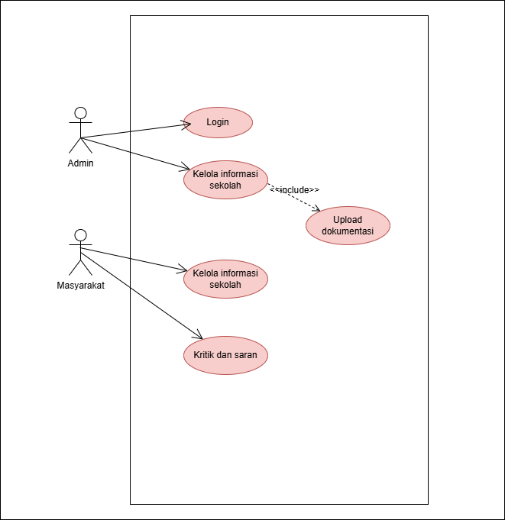 Login
Admin
Kelola informasi
sekolah
<<include>>
Upload
dokumentasi
Masyarakat
Kelola informasi
sekolah
Kritik dan saran